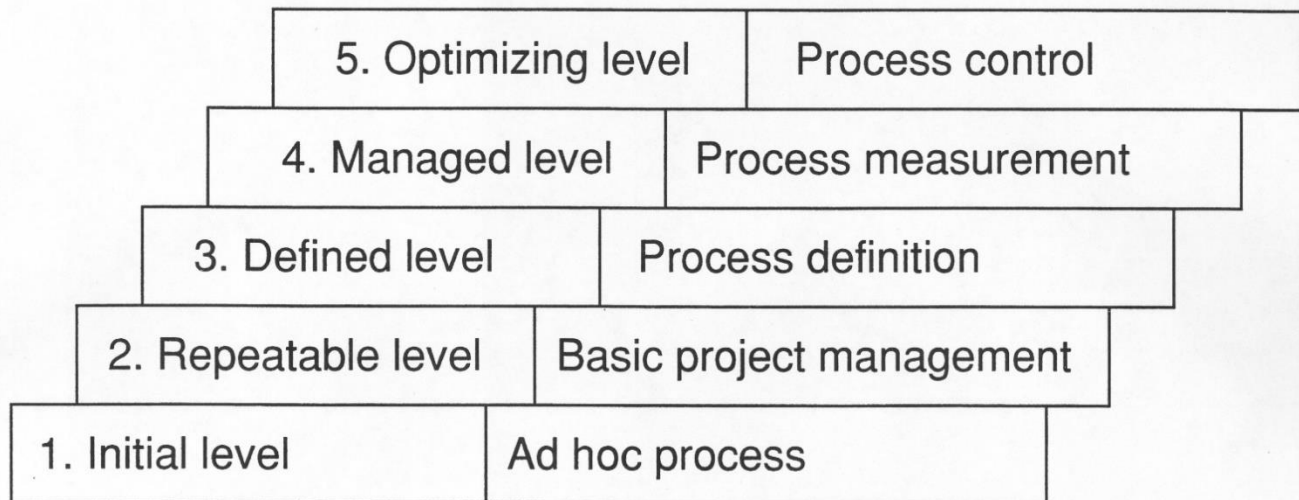 5. Optimizing level Process control
4. Managed level Process measurement
3. Defined level Process definition
2. Repeatable level Basic project management
1. Initial level Ad hoc process